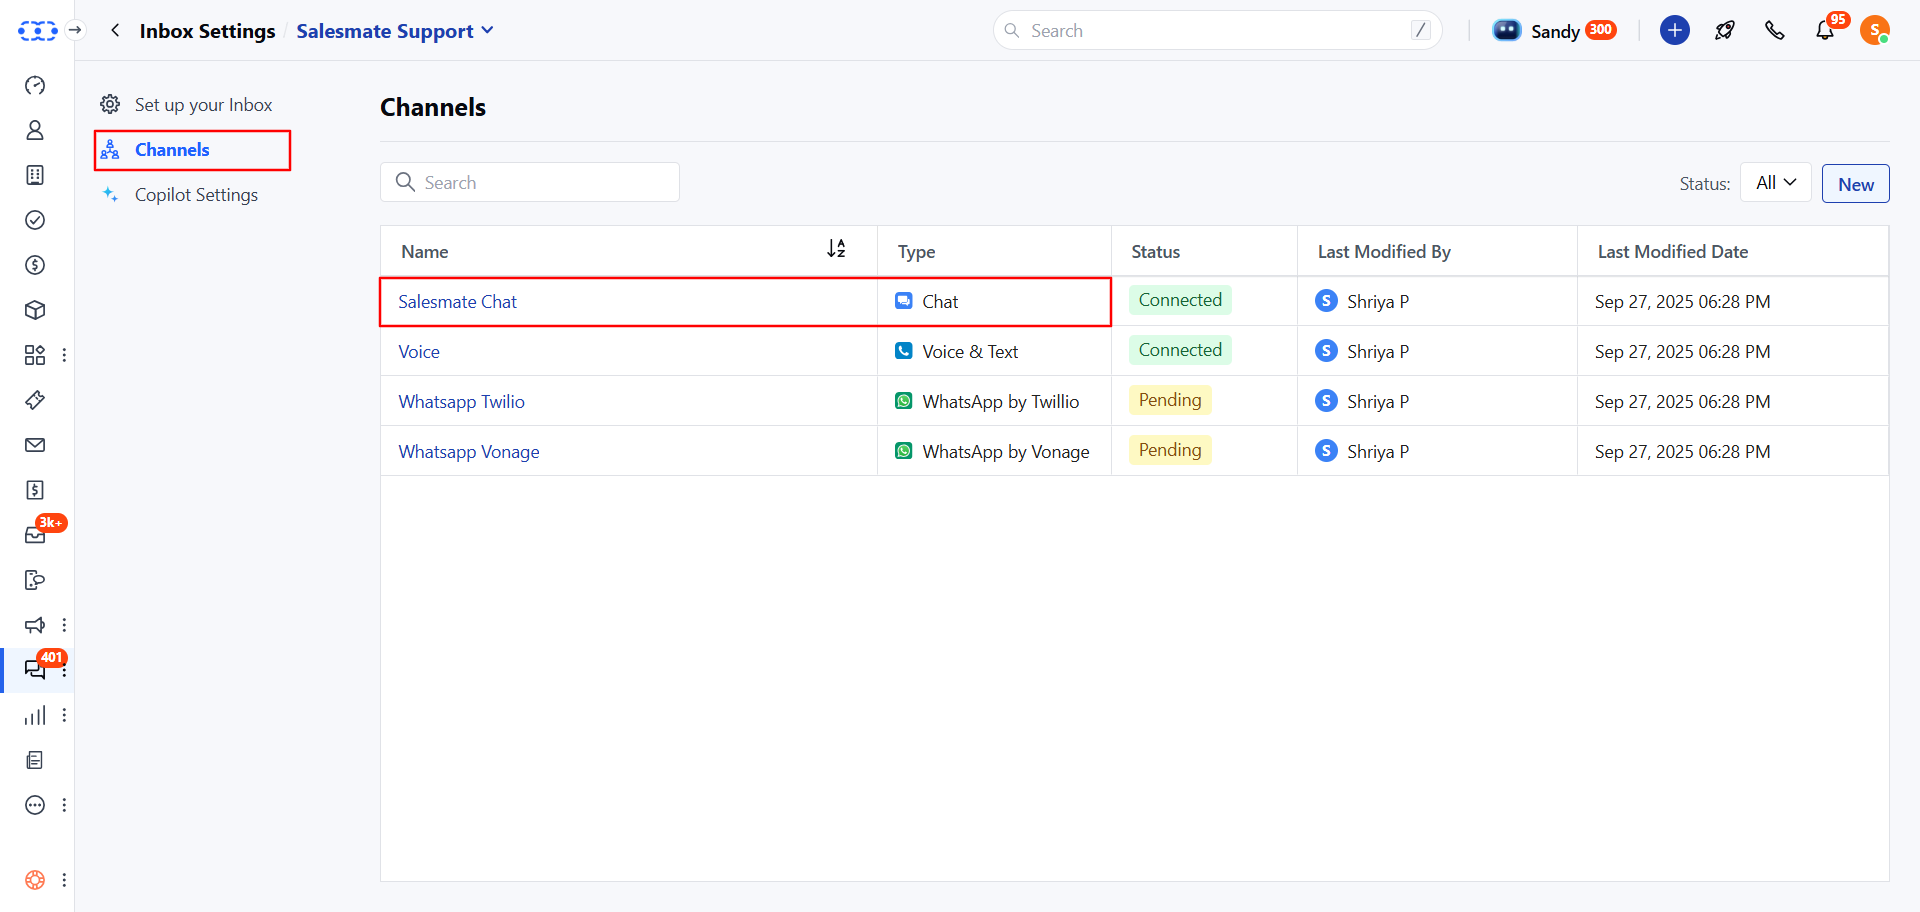 Inbox Settings / Salesmate Support
Search /
Sandy 300
95
S
Set up your Inbox
Channels
Copilot Settings
3k+
401
Channels
Search
Status: All New
Name Type Status Last Modified By Last Modified Date
Salesmate Chat Chat Connected S Shriya P Sep 27, 2025 06:28 PM
Voice Voice & Text Connected S Shriya P Sep 27, 2025 06:28 PM
Whatsapp Twilio WhatsApp by Twillio Pending S Shriya P Sep 27, 2025 06:28 PM
Whatsapp Vonage WhatsApp by Vonage Pending S Shriya P Sep 27, 2025 06:28 PM